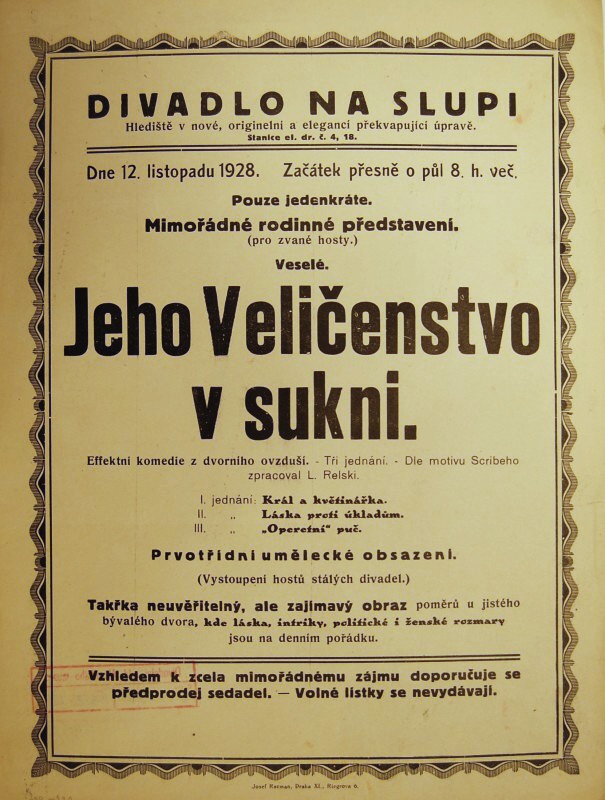 DIVADLO NA SLUPI
Hlediště v nové, originelní a elegancí překvapující úpravě.
Stanice el. dr. č. 4, 18.
Dne 12. listopadu 1928. Začátek přesně o půl 8. h. več.
Pouze jedenkráte.
Mimořádné rodinné představení.
(pro zvané hosty.)
Veselé.
Jeho Veličenstvo
v sukni.
Effektní komedie z dvorního ovzduší. - Tři jednání. - Dle motivu Scribeho
zpracoval L. Relski.
I. jednání: Král a květinářka.
II. „ Láska proti úkladům.
III. „ „Operetní“ puč.
Prvotřídní umělecké obsazení.
(Vystoupení hostů stálých divadel.)
Takřka neuvěřitelný, ale zajímavý obraz poměrů u jistého
bývalého dvora, kde láska, intriky, politické i ženské rozmary
jsou na denním pořádku.
Vzhledem k zcela mimořádnému zájmu doporučuje se
předprodej sedadel. — Volné lístky se nevydávají.
Josef Kerman, Praha XI., Riegrova 6.